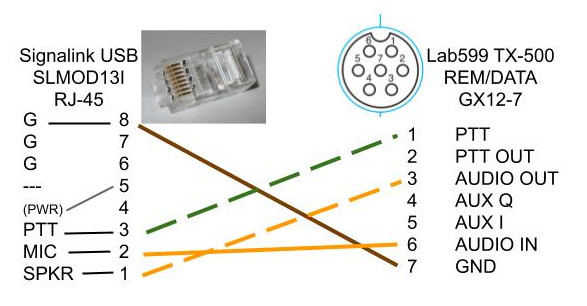 Signalink USB
SLMOD13I
RJ-45
Lab599 TX-500
REM/DATA
GX12-7
6 1
5 7 2
4 3
G 8
G 7
G 6
--- 5
(PWR) 4
PTT 3
MIC 2
SPKR 1
1 PTT
2 PTT OUT
3 AUDIO OUT
4 AUX Q
5 AUX I
6 AUDIO IN
7 GND